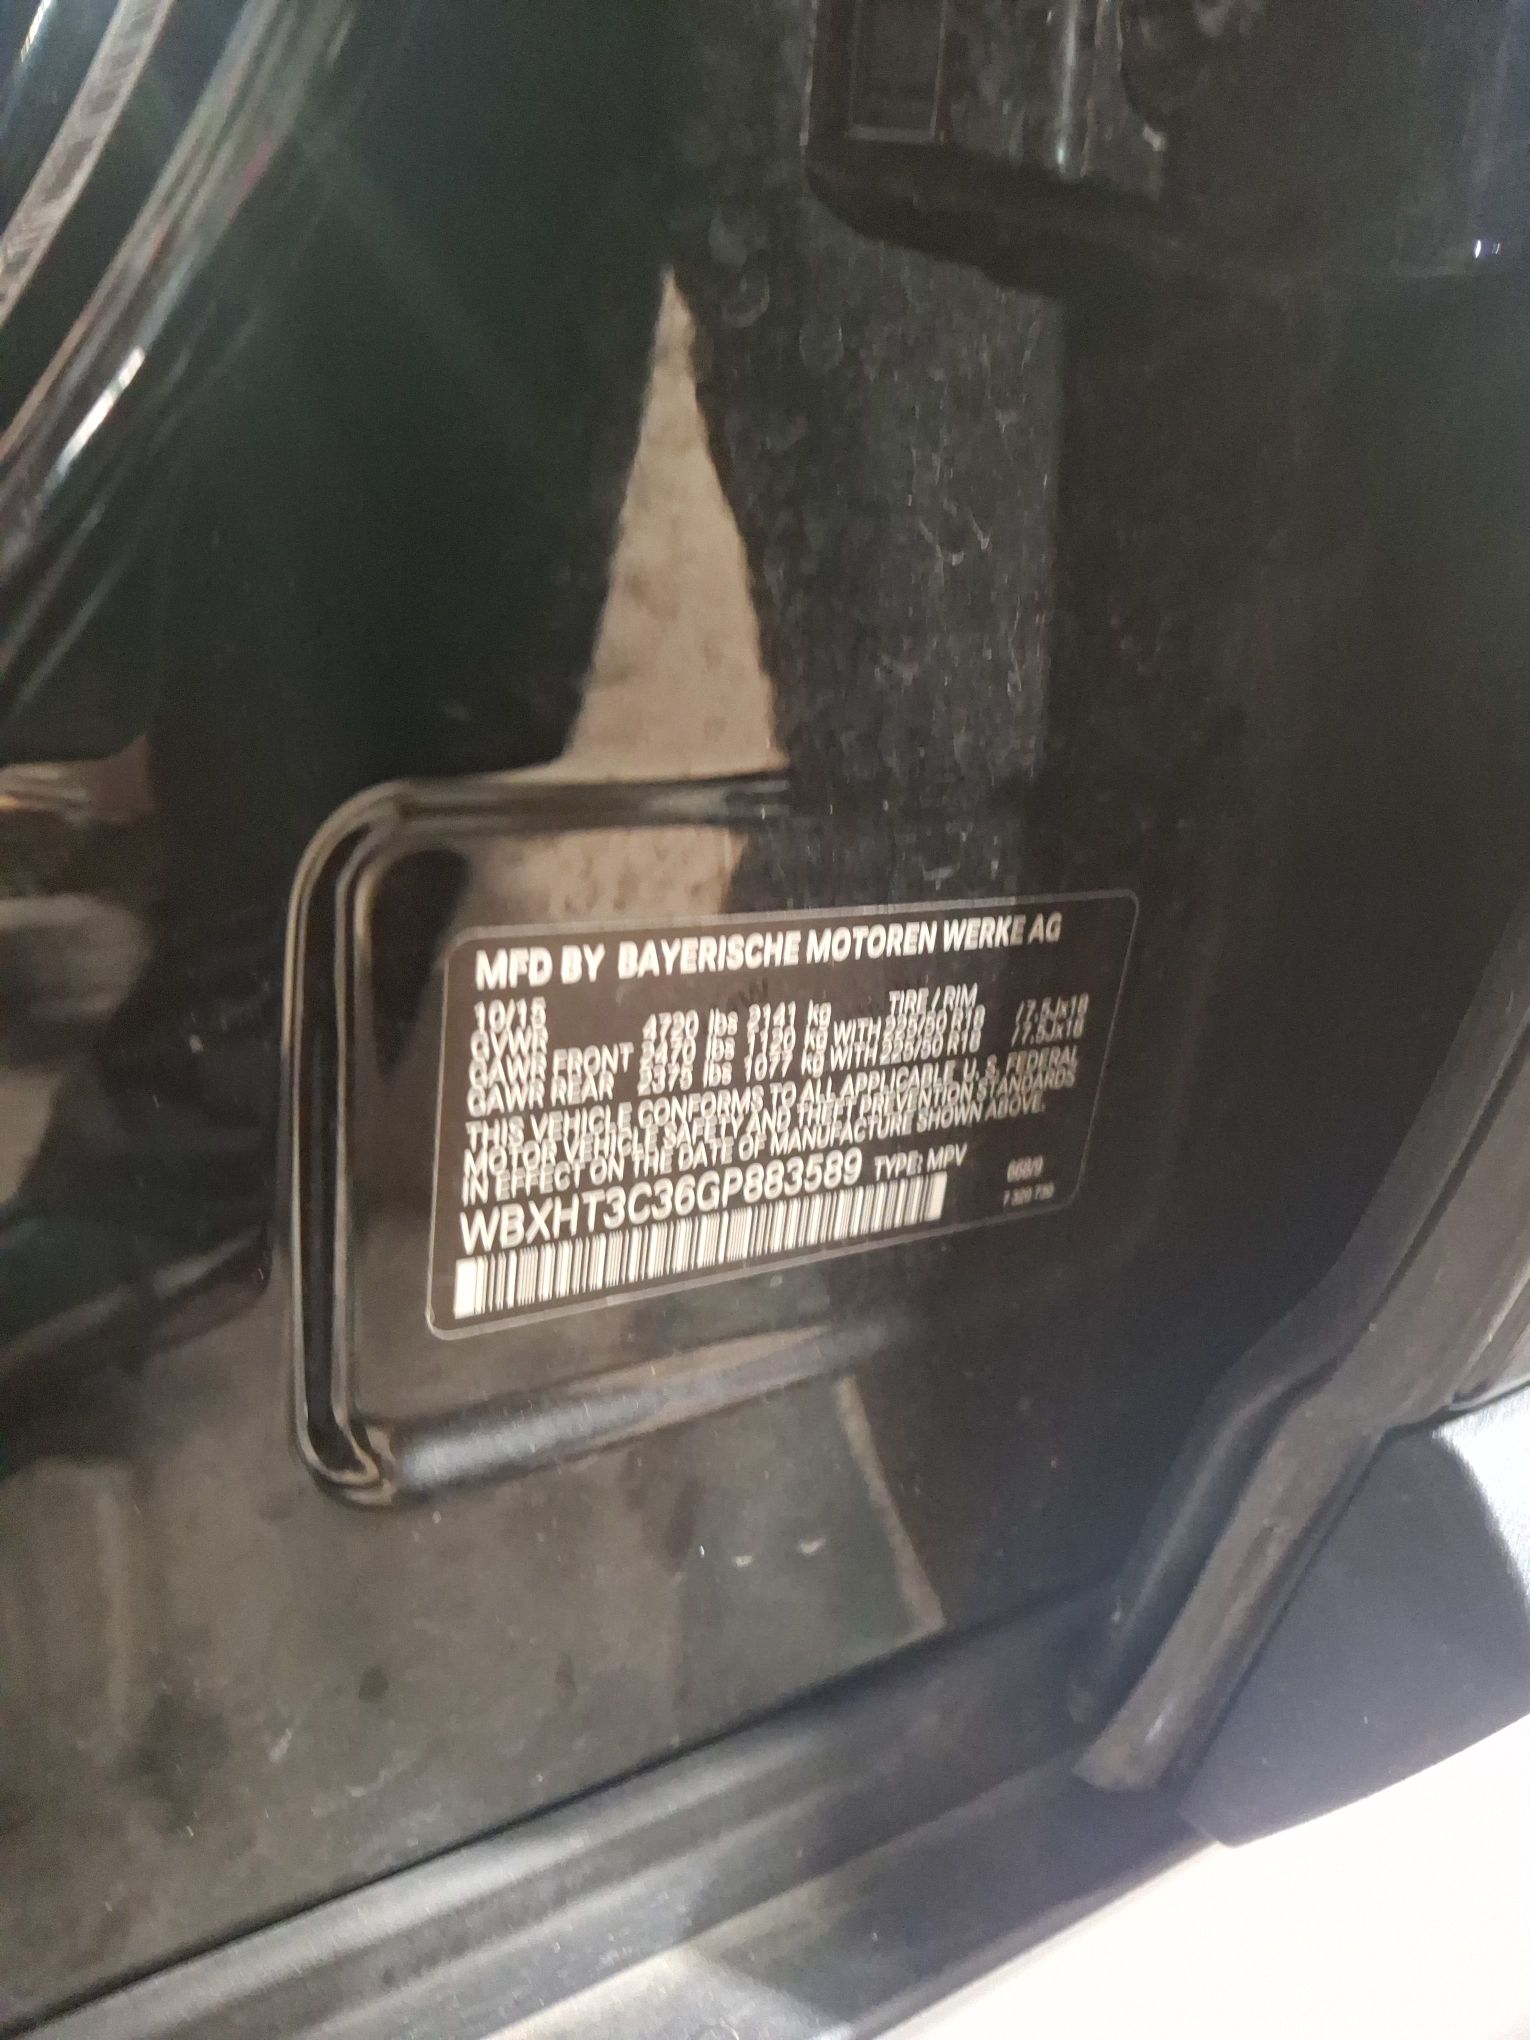 MFD BY BAYERISCHE MOTOREN WERKE AG
10/15 TIRE / RIM
GVWR 4720 lbs 2141 kg
GAWR FRONT 2470 lbs 1120 kg WITH 225/50 R18 / 7.5Jx18
GAWR REAR 2375 lbs 1077 kg WITH 225/50 R18 / 7.5Jx18
THIS VEHICLE CONFORMS TO ALL APPLICABLE U. S. FEDERAL
MOTOR VEHICLE SAFETY AND THEFT PREVENTION STANDARDS
IN EFFECT ON THE DATE OF MANUFACTURE SHOWN ABOVE.
WBXHT3C36GP883589 TYPE: MPV